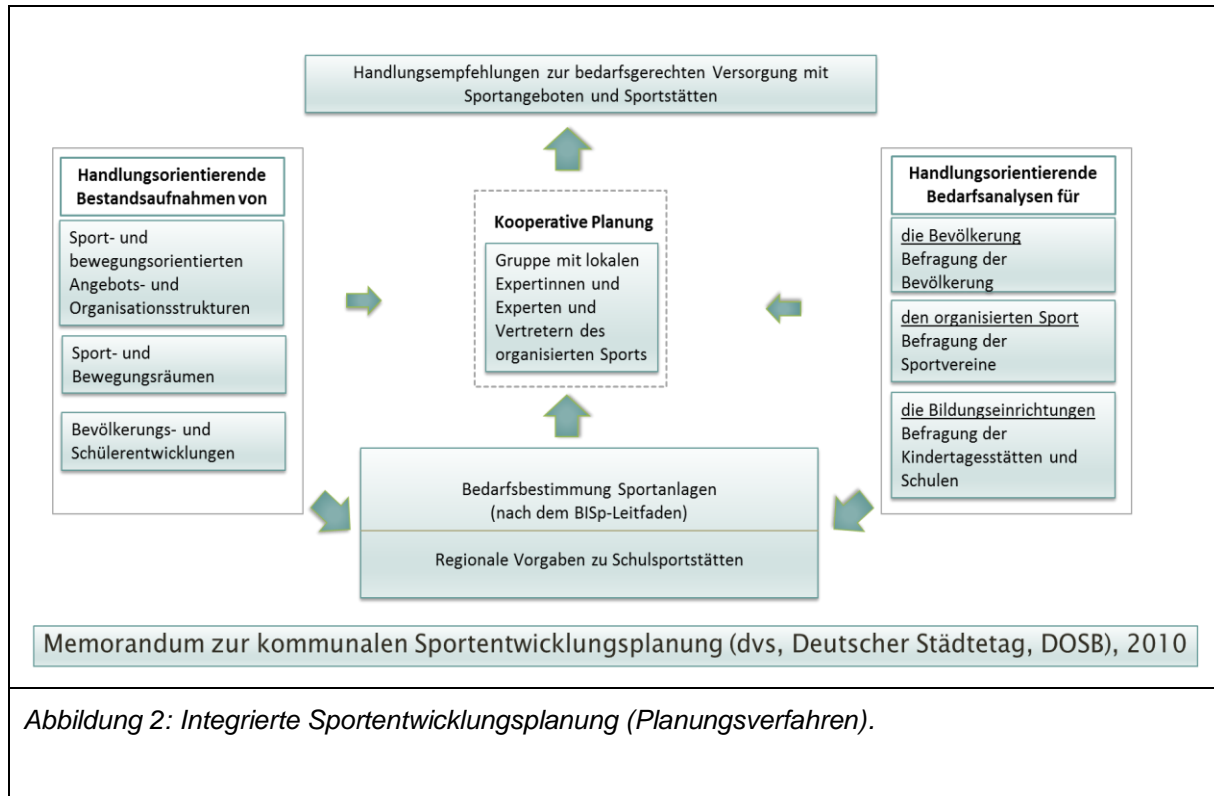 Handlungsempfehlungen zur bedarfsgerechten Versorgung mit
Sportangeboten und Sportstätten
Handlungsorientierende
Bestandsaufnahmen von
Sport- und
bewegungsorientierten
Angebots- und
Organisationsstrukturen
Sport- und
Bewegungsräumen
Bevölkerungs- und
Schülerentwicklungen
Kooperative Planung
Gruppe mit lokalen
Expertinnen und
Experten und
Vertretern des
organisierten Sports
Handlungsorientierende
Bedarfsanalysen für
die Bevölkerung
Befragung der
Bevölkerung
den organisierten Sport
Befragung der
Sportvereine
die Bildungseinrichtungen
Befragung der
Kindertagesstätten und
Schulen
Bedarfsbestimmung Sportanlagen
(nach dem BISp-Leitfaden)
Regionale Vorgaben zu Schulsportstätten
Memorandum zur kommunalen Sportentwicklungsplanung (dvs, Deutscher Städtetag, DOSB), 2010
Abbildung 2: Integrierte Sportentwicklungsplanung (Planungsverfahren).